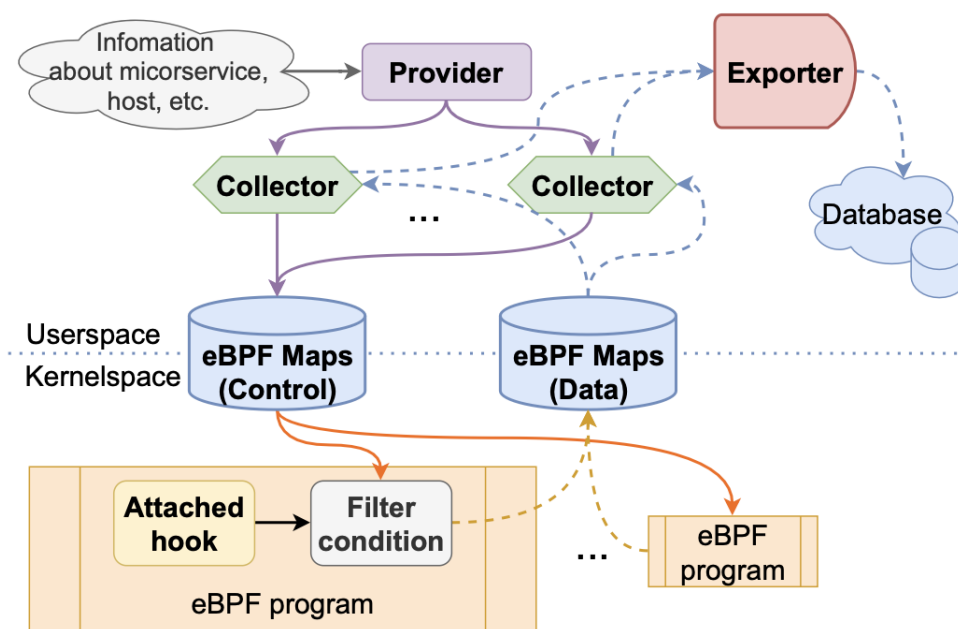 Infomation
about micorservice,
host, etc.
Provider
Exporter
Collector
Collector
...
Database
Userspace
Kernelspace
eBPF Maps
(Control)
eBPF Maps
(Data)
Attached
hook
Filter
condition
eBPF program
...
eBPF
program